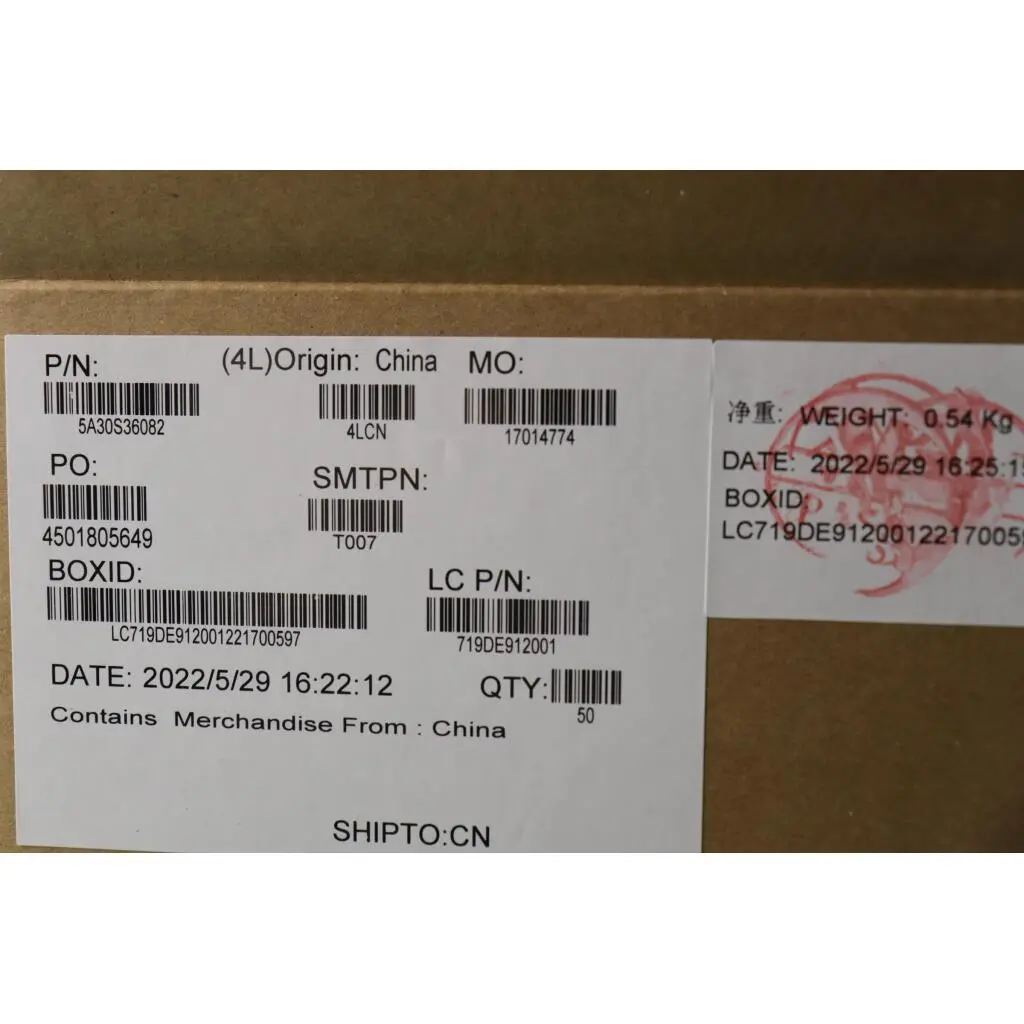 P/N:
(4L)Origin: China
MO:
5A30S36082
4LCN
17014774
PO:
SMTPN:
4501805649
T007
BOXID:
LC P/N:
LC719DE912001221700597
719DE912001
DATE: 2022/5/29 16:22:12
QTY:
50
Contains Merchandise From : China
SHIPTO:CN
净重: WEIGHT: 0.54 Kg
DATE: 2022/5/29 16:25:1
BOXID:
LC719DE9120012217005